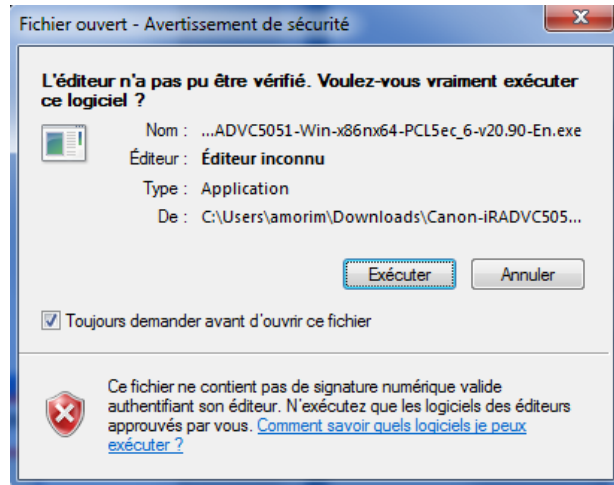 Fichier ouvert - Avertissement de sécurité
L'éditeur n'a pas pu être vérifié. Voulez-vous vraiment exécuter
ce logiciel ?
Nom : ...ADVC5051-Win-x86nx64-PCL5ec_6-v20.90-En.exe
Éditeur : Éditeur inconnu
Type : Application
De : C:\Users\amorim\Downloads\Canon-iRADVC505...
Exécuter Annuler
Toujours demander avant d'ouvrir ce fichier
Ce fichier ne contient pas de signature numérique valide
authentifiant son éditeur. N'exécutez que les logiciels des éditeurs
approuvés par vous. Comment savoir quels logiciels je peux
exécuter ?